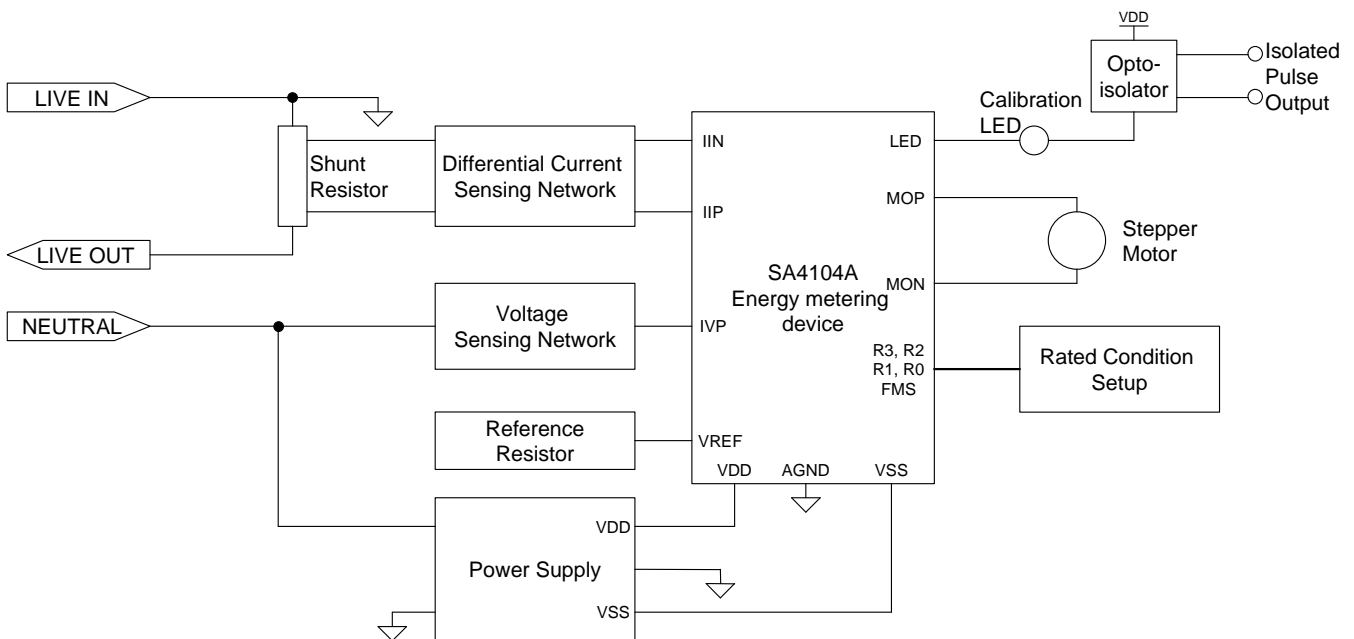 LIVE IN
LIVE OUT
NEUTRAL
Shunt
Resistor
Differential Current
Sensing Network
Voltage
Sensing Network
Reference
Resistor
Power Supply
VDD
VSS
IIN
IIP
IVP
VREF
VDD
AGND
VSS
SA4104A
Energy metering
device
LED
MOP
MON
R3, R2
R1, R0
FMS
Calibration
LED
VDD
Opto-
isolator
Isolated
Pulse
Output
Stepper
Motor
Rated Condition
Setup